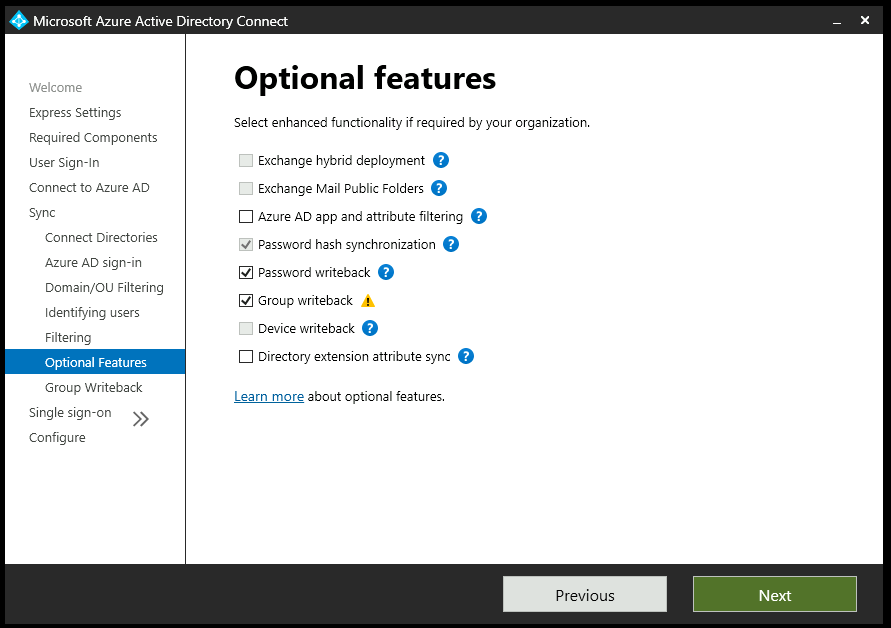 Microsoft Azure Active Directory Connect
Welcome
Express Settings
Required Components
User Sign-In
Connect to Azure AD
Sync
Connect Directories
Azure AD sign-in
Domain/OU Filtering
Identifying users
Filtering
Optional Features
Group Writeback
Single sign-on
Configure
Optional features
Select enhanced functionality if required by your organization.
Exchange hybrid deployment ?
Exchange Mail Public Folders ?
Azure AD app and attribute filtering ?
Password hash synchronization ?
Password writeback ?
Group writeback
Device writeback ?
Directory extension attribute sync ?
Learn more about optional features.
Previous
Next